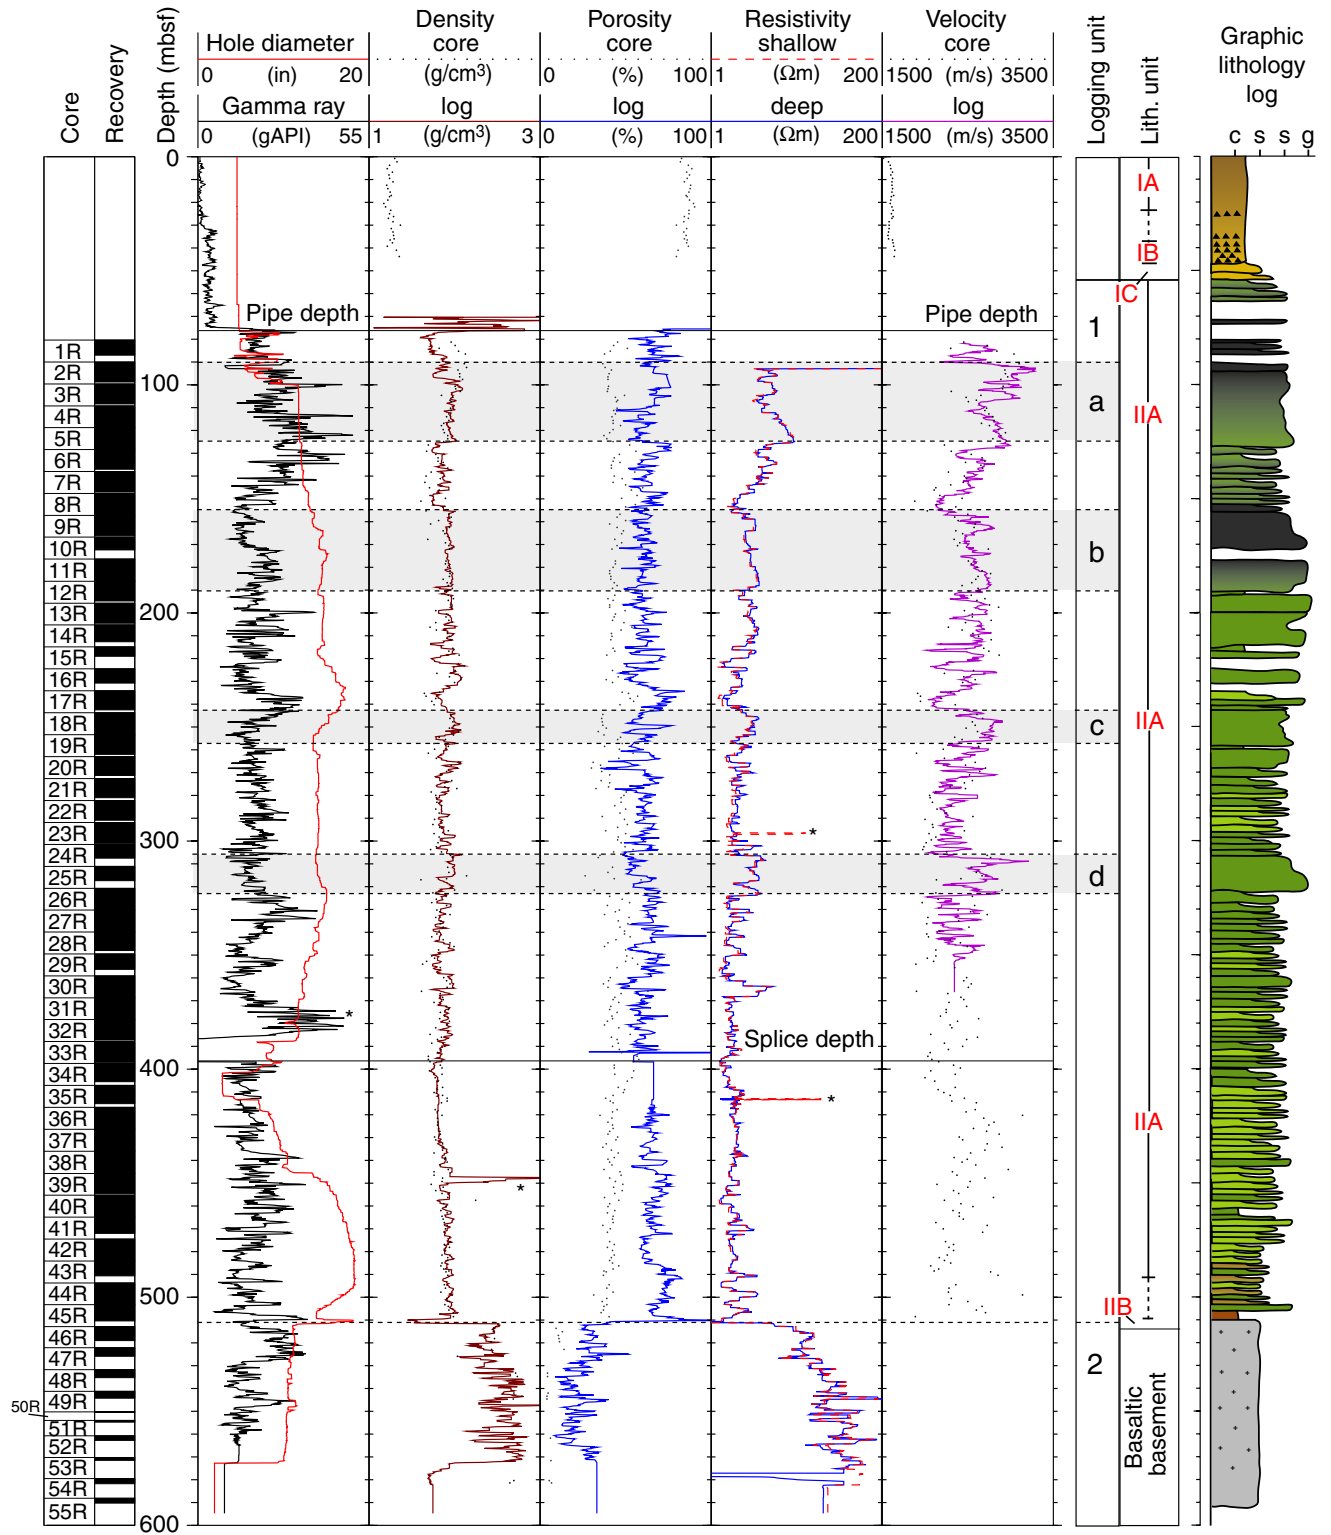 Core
Recovery
Depth (mbsf)
Hole diameter
0 (in) 20
Gamma ray
0 (gAPI) 55
Density
core
(g/cm3)
log
1 (g/cm3) 3
Porosity
core
0 (%) 100
log
0 (%) 100
Resistivity
shallow
1 (Ωm) 200
deep
1 (Ωm) 200
Velocity
core
1500 (m/s) 3500
log
1500 (m/s) 3500
Logging unit
Lith. unit
Graphic
lithology
log
c s s g
0
100
200
300
400
500
600
1R
2R
3R
4R
5R
6R
7R
8R
9R
10R
11R
12R
13R
14R
15R
16R
17R
18R
19R
20R
21R
22R
23R
24R
25R
26R
27R
28R
29R
30R
31R
32R
33R
34R
35R
36R
37R
38R
39R
40R
41R
42R
43R
44R
45R
46R
47R
48R
49R
50R
51R
52R
53R
54R
55R
Pipe depth
Pipe depth
Splice depth
*
*
*
*
1
a
b
c
d
2
IA
IB
IC
IIA
IIA
IIA
IIB
Basaltic
basement